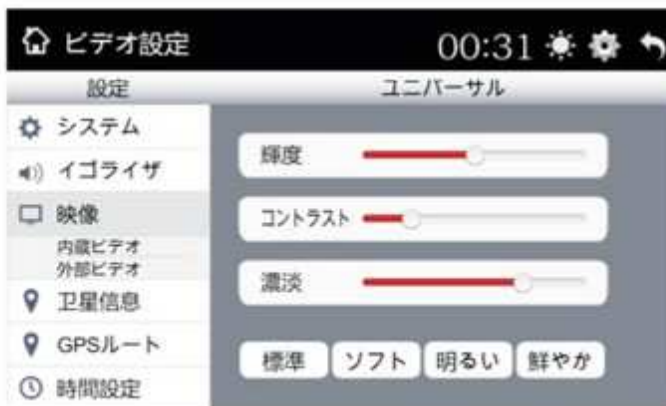 ビデオ設定 00:31
設定 ユニバーサル
システム
イゴライザ
映像
内蔵ビデオ
外部ビデオ
卫星信息
GPSルート
時間設定
輝度
コントラスト
濃淡
標準 ソフト 明るい 鮮やか